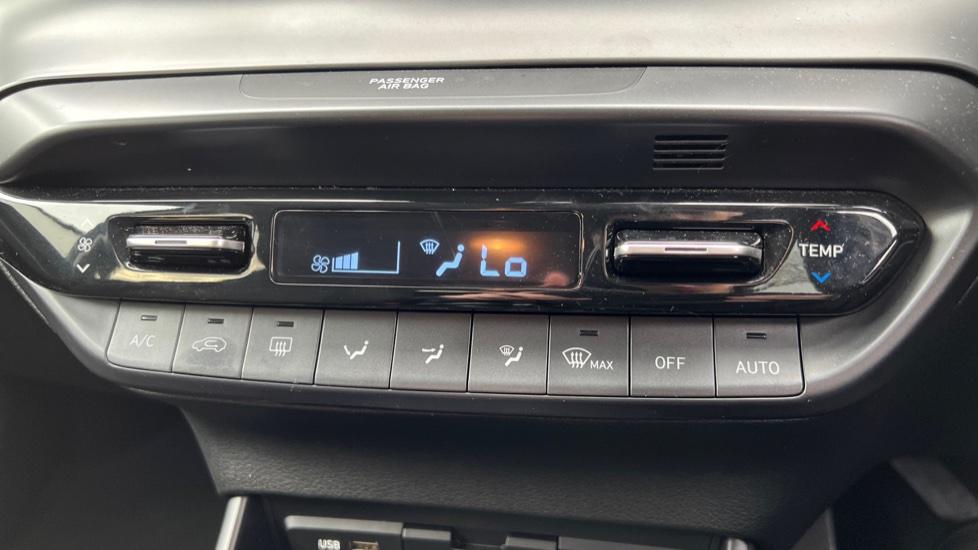 PASSENGER
AIR BAG
Lo
TEMP
A/C
MAX
OFF
AUTO
USB